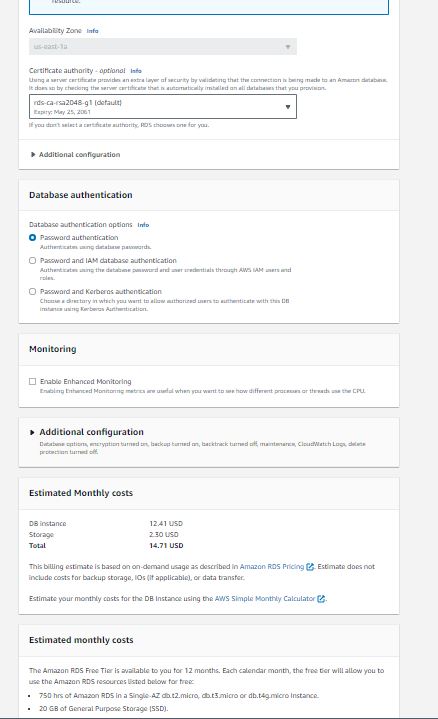 resource.
Availability Zone Info
us-east-1a
Certificate authority - optional Info
Using a server certificate provides an extra layer of security by validating that the connection is being made to an Amazon database.
It does so by checking the server certificate that is automatically installed on all databases that you provision.
rds-ca-rsa2048-g1 (default)
Expiry: May 25, 2061
If you don't select a certificate authority, RDS chooses one for you.
Additional configuration
Database authentication
Database authentication options Info
Password authentication
Authenticates using database passwords.
Password and IAM database authentication
Authenticates using the database password and user credentials through AWS IAM users and
roles.
Password and Kerberos authentication
Choose a directory in which you want to allow authorized users to authenticate with this DB
instance using Kerberos Authentication.
Monitoring
Enable Enhanced Monitoring
Enabling Enhanced Monitoring metrics are useful when you want to see how different processes or threads use the CPU.
Additional configuration
Database options, encryption turned on, backup turned on, backtrack turned off, maintenance, CloudWatch Logs, delete
protection turned off.
Estimated Monthly costs
DB instance 12.41 USD
Storage 2.30 USD
Total 14.71 USD
This billing estimate is based on on-demand usage as described in Amazon RDS Pricing. Estimate does not
include costs for backup storage, IOs (if applicable), or data transfer.
Estimate your monthly costs for the DB Instance using the AWS Simple Monthly Calculator.
Estimated monthly costs
The Amazon RDS Free Tier is available to you for 12 months. Each calendar month, the free tier will allow you to
use the Amazon RDS resources listed below for free:
• 750 hrs of Amazon RDS in a Single-AZ db.t2.micro, db.t3.micro or db.t4g.micro Instance.
• 20 GB of General Purpose Storage (SSD).